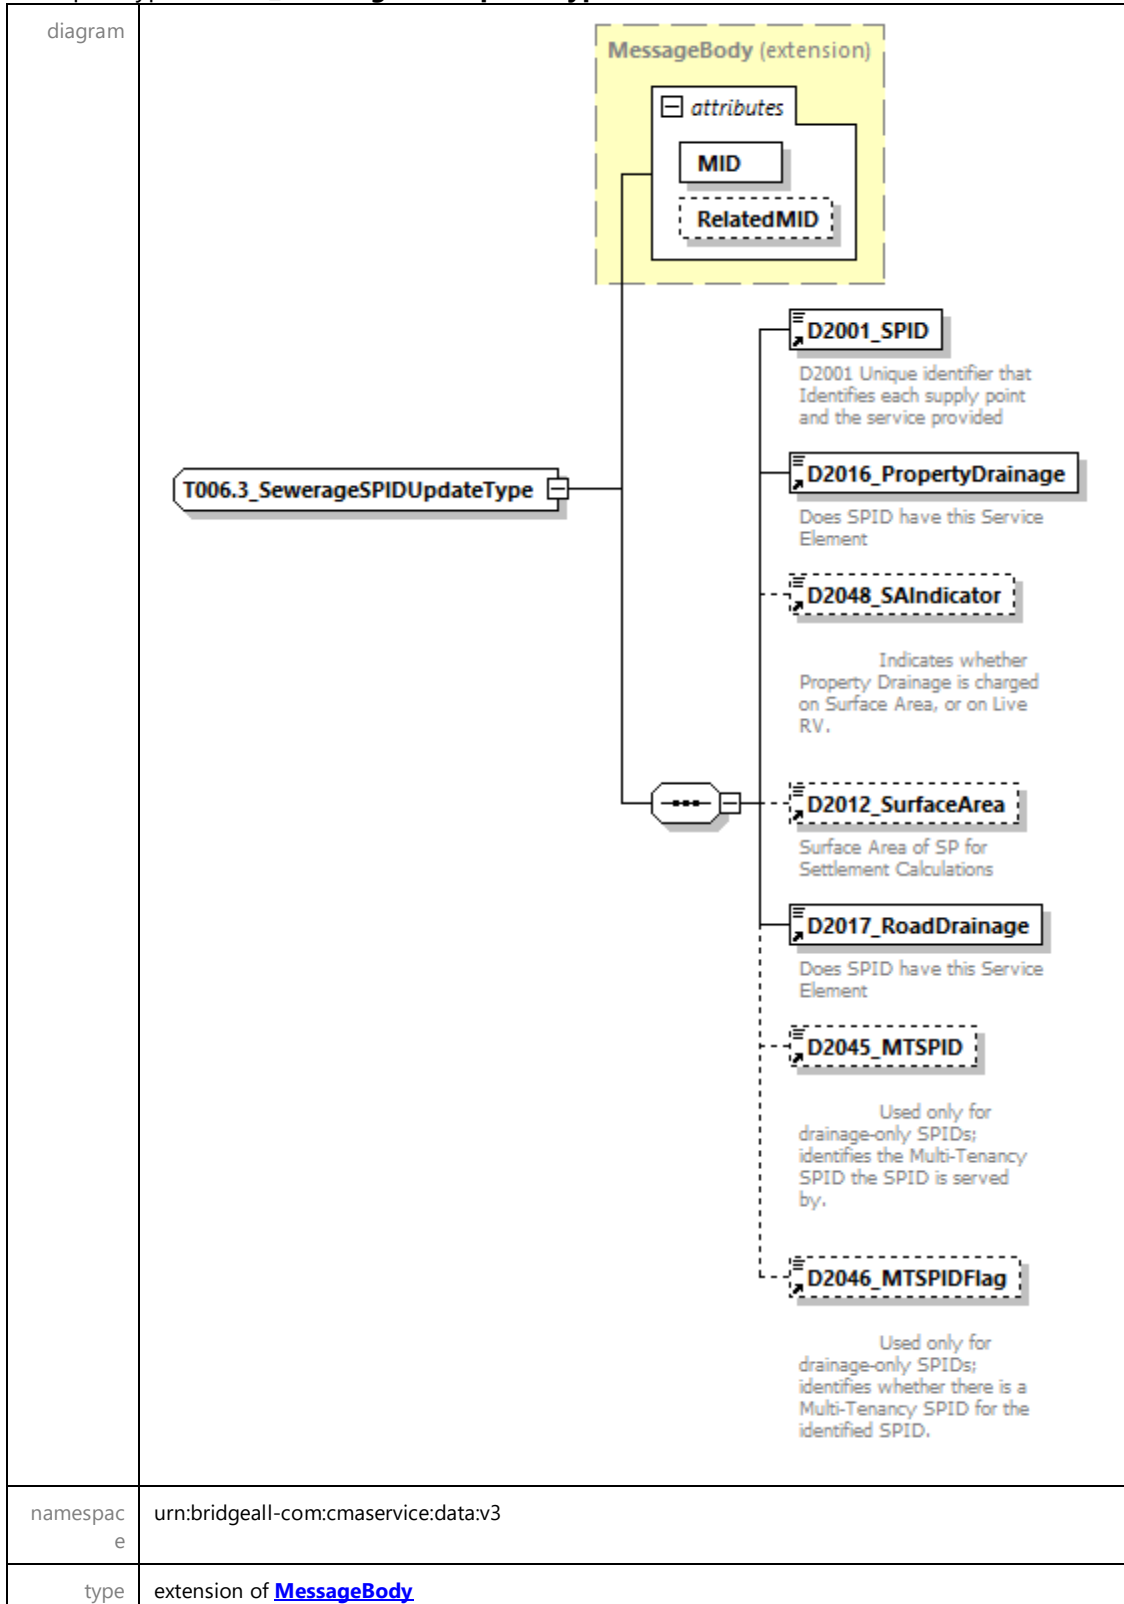 diagram
MessageBody (extension)
attributes
MID
RelatedMID
D2001_SPID
D2001 Unique identifier that
Identifies each supply point
and the service provided
T006.3_SewerageSPIDUpdateType
D2016_PropertyDrainage
Does SPID have this Service
Element
D2048_SAIndicator
Indicates whether
Property Drainage is charged
on Surface Area, or on Live
RV.
D2012_SurfaceArea
Surface Area of SP for
Settlement Calculations
D2017_RoadDrainage
Does SPID have this Service
Element
D2045_MTSPID
Used only for
drainage-only SPIDs;
identifies the Multi-Tenancy
SPID the SPID is served
by.
D2046_MTSPIDFlag
Used only for
drainage-only SPIDs;
identifies whether there is a
Multi-Tenancy SPID for the
identified SPID.
namespac
e
urn:bridgeall-com:cmaservice:data:v3
type
extension of MessageBody